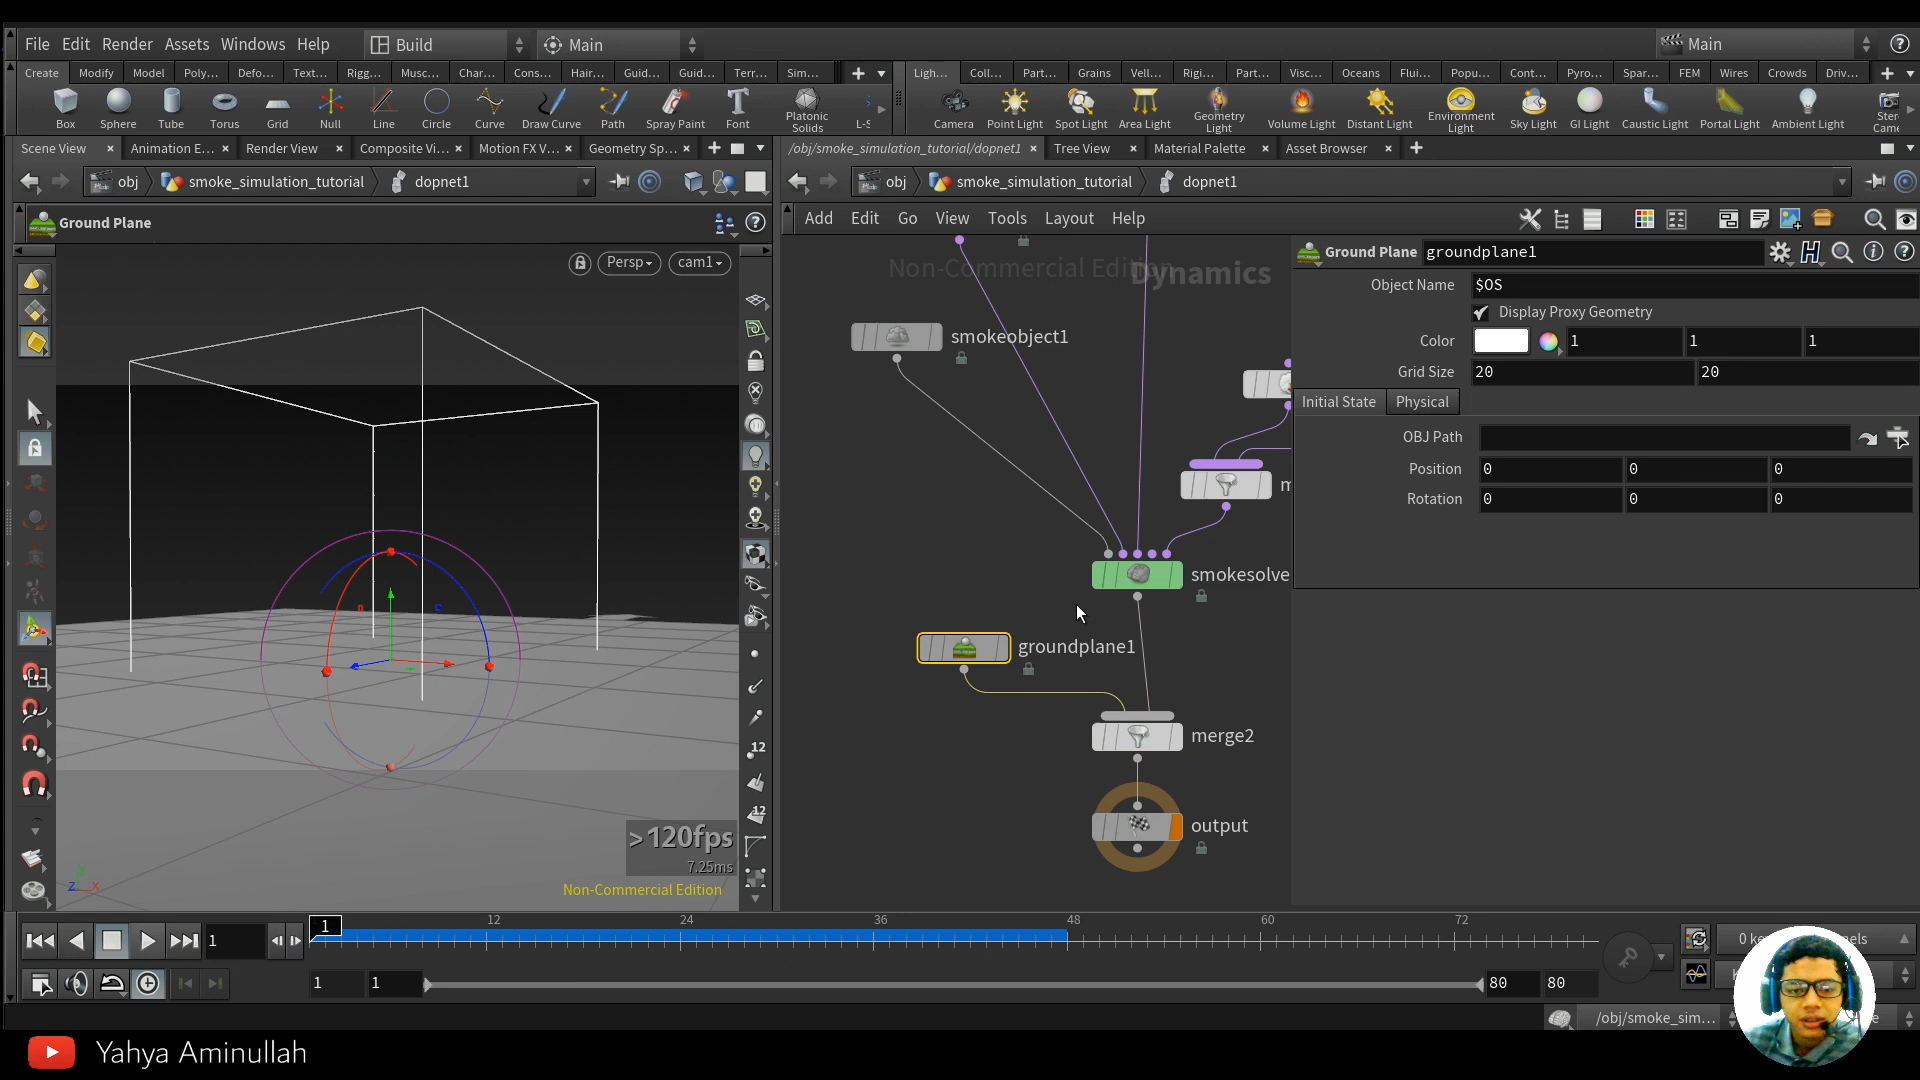 File Edit Render Assets Windows Help Build Main Main
Create Modify Model Poly... Defo... Text... Rigg... Musc... Char... Cons... Hair... Guid... Guid... Terr... Sim... Ligh... Coll... Part... Grains Vell... Rigi... Part... Visc... Oceans Flui... Popu... Cont... Pyro... Spar... FEM Wires Crowds Driv...
Box Sphere Tube Torus Grid Null Line Circle Curve Draw Curve Path Spray Paint Font Platonic Solids L-S
Camera Point Light Spot Light Area Light Geometry Light Volume Light Distant Light Environment Light Sky Light GI Light Caustic Light Portal Light Ambient Light Ster Came
Scene View Animation E... Render View Composite Vi... Motion FX V... Geometry Sp... /obj/smoke_simulation_tutorial/dopnet1 Tree View Material Palette Asset Browser
obj smoke_simulation_tutorial dopnet1 obj smoke_simulation_tutorial dopnet1
Add Edit Go View Tools Layout Help
Ground Plane
Persp cam1
Non-Commercial Edition
Dynamics
smokeobject1
m
smokesolve
groundplane1
merge2
output
Ground Plane groundplane1
Object Name $OS
Display Proxy Geometry
Color 1 1 1
Grid Size 20 20
Initial State Physical
OBJ Path
Position 0 0 0
Rotation 0 0 0
12
12
>120fps
7.25ms
Non-Commercial Edition
y
z x
1 12 24 36 48 60 72
1
1 1 80 80
0 ke els
/obj/smoke_sim...
Yahya Aminullah